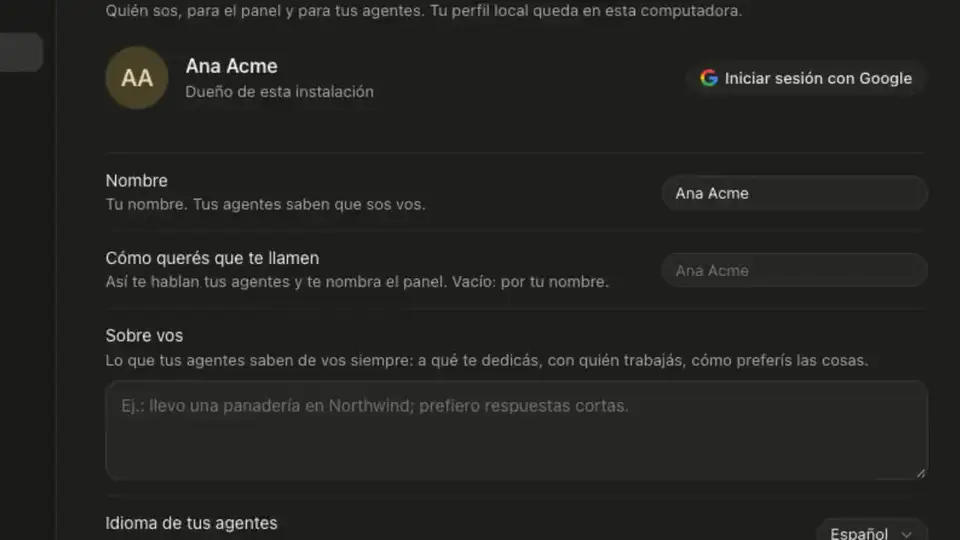 Quién sos, para el panel y para tus agentes. Tu perfil local queda en esta computadora.
AA
Ana Acme
Dueño de esta instalación
Iniciar sesión con Google
Nombre
Tu nombre. Tus agentes saben que sos vos.
Ana Acme
Cómo querés que te llamen
Así te hablan tus agentes y te nombra el panel. Vacío: por tu nombre.
Ana Acme
Sobre vos
Lo que tus agentes saben de vos siempre: a qué te dedicás, con quién trabajás, cómo preferís las cosas.
Ej.: llevo una panadería en Northwind; prefiero respuestas cortas.
Idioma de tus agentes
Español